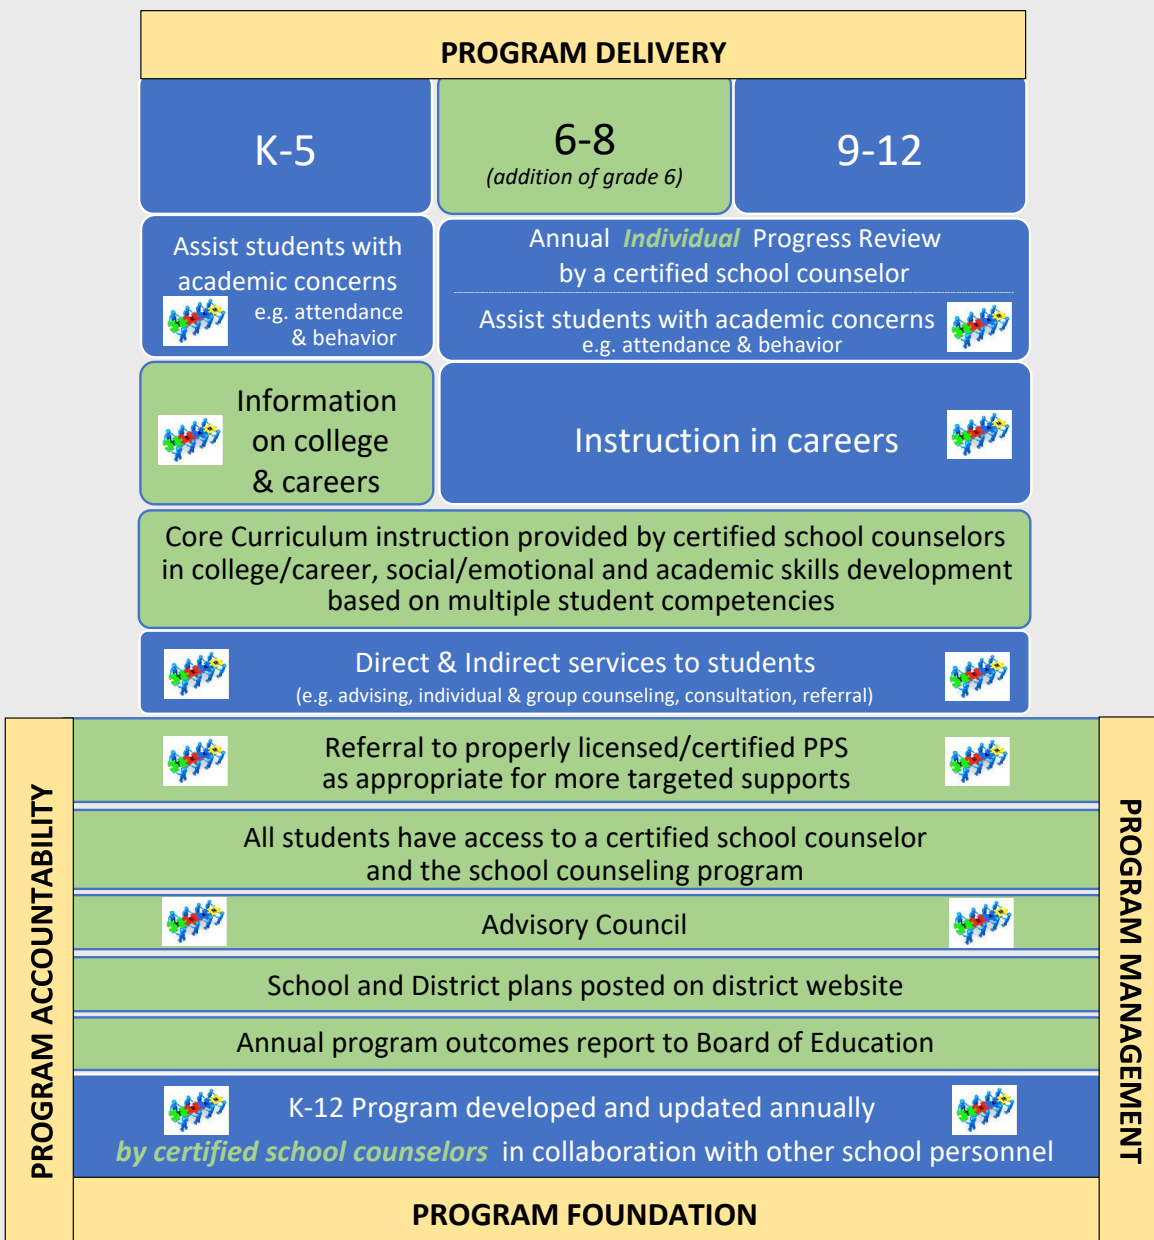 PROGRAM DELIVERY
K-5
6-8
(addition of grade 6)
9-12
Assist students with
academic concerns
e.g. attendance
& behavior
Annual Individual Progress Review
by a certified school counselor
Assist students with academic concerns
e.g. attendance & behavior
Information
on college
& careers
Instruction in careers
Core Curriculum instruction provided by certified school counselors
in college/career, social/emotional and academic skills development
based on multiple student competencies
Direct & Indirect services to students
(e.g. advising, individual & group counseling, consultation, referral)
PROGRAM ACCOUNTABILITY
Referral to properly licensed/certified PPS
as appropriate for more targeted supports
All students have access to a certified school counselor
and the school counseling program
Advisory Council
School and District plans posted on district website
Annual program outcomes report to Board of Education
K-12 Program developed and updated annually
by certified school counselors in collaboration with other school personnel
PROGRAM MANAGEMENT
PROGRAM FOUNDATION